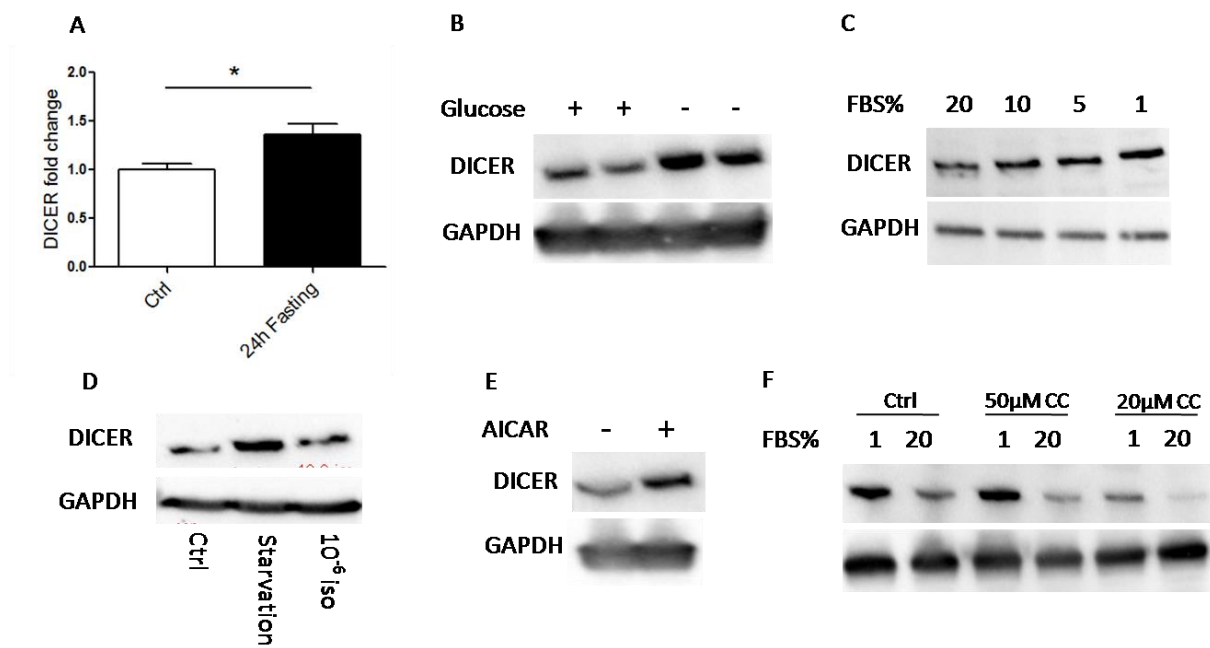 A
DICER fold change
2.0
1.5
1.0
0.5
0.0
*
Ctrl
24h Fasting
B
Glucose + + - -
DICER
GAPDH
C
FBS% 20 10 5 1
DICER
GAPDH
D
DICER
GAPDH
Ctrl
Starvation
10⁻⁶ iso
E
AICAR - +
DICER
GAPDH
F
Ctrl 50µM CC 20µM CC
FBS% 1 20 1 20 1 20